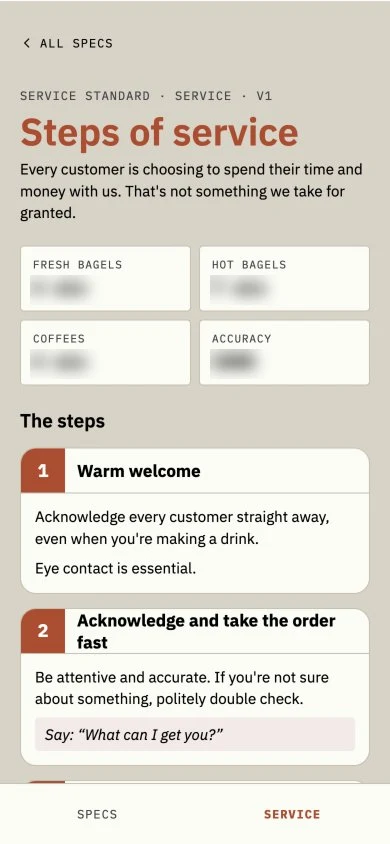 ALL SPECS
SERVICE STANDARD · SERVICE · V1
Steps of service
Every customer is choosing to spend their time and
money with us. That's not something we take for
granted.
FRESH BAGELS
HOT BAGELS
COFFEES
ACCURACY
The steps
1
Warm welcome
Acknowledge every customer straight away,
even when you're making a drink.
Eye contact is essential.
2
Acknowledge and take the order
fast
Be attentive and accurate. If you're not sure
about something, politely double check.
Say: “What can I get you?”
SPECS
SERVICE